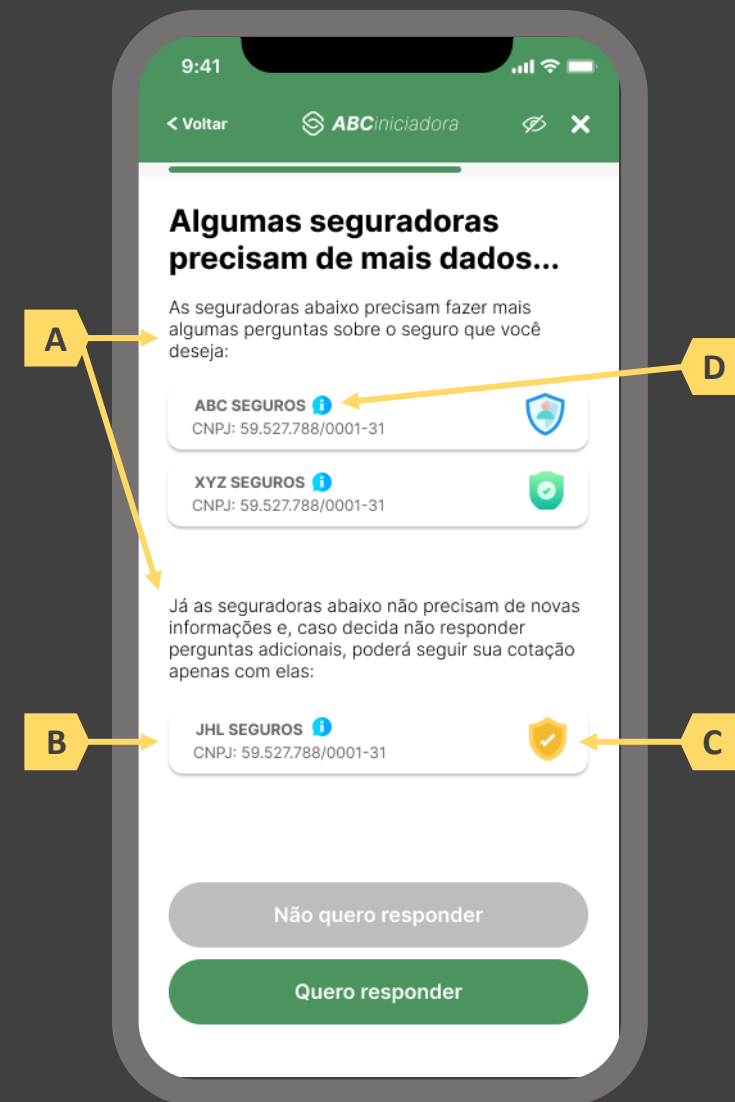 9:41
< Voltar
ABCiniciadora
Algumas seguradoras
precisam de mais dados...
As seguradoras abaixo precisam fazer mais
algumas perguntas sobre o seguro que você
deseja:
A
D
ABC SEGUROS i
CNPJ: 59.527.788/0001-31
XYZ SEGUROS i
CNPJ: 59.527.788/0001-31
Já as seguradoras abaixo não precisam de novas
informações e, caso decida não responder
perguntas adicionais, poderá seguir sua cotação
apenas com elas:
B
JHL SEGUROS i
CNPJ: 59.527.788/0001-31
C
Não quero responder
Quero responder